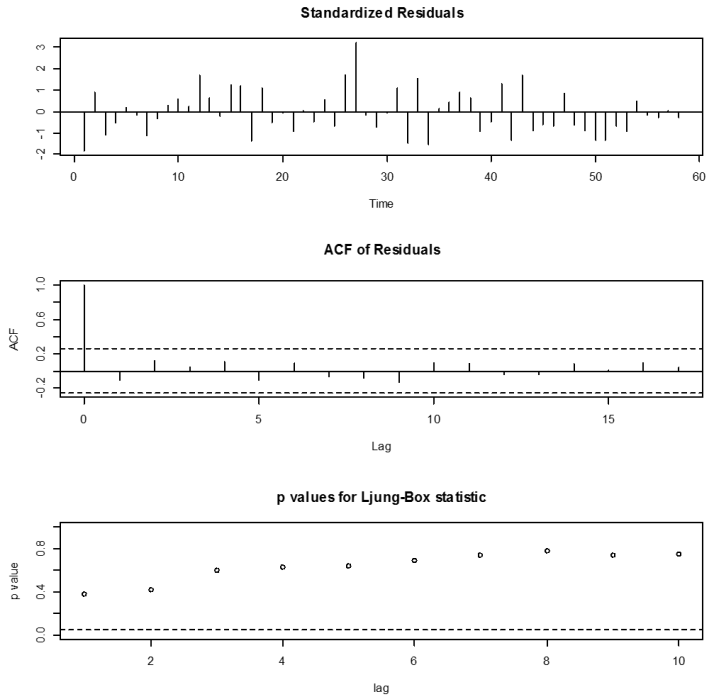 Standardized Residuals
3
2
1
0
-1
-2
0 10 20 30 40 50 60
Time
ACF of Residuals
1.0
0.6
0.2
-0.2
ACF
0 5 10 15
Lag
p values for Ljung-Box statistic
0.8
0.4
0.0
p value
2 4 6 8 10
lag